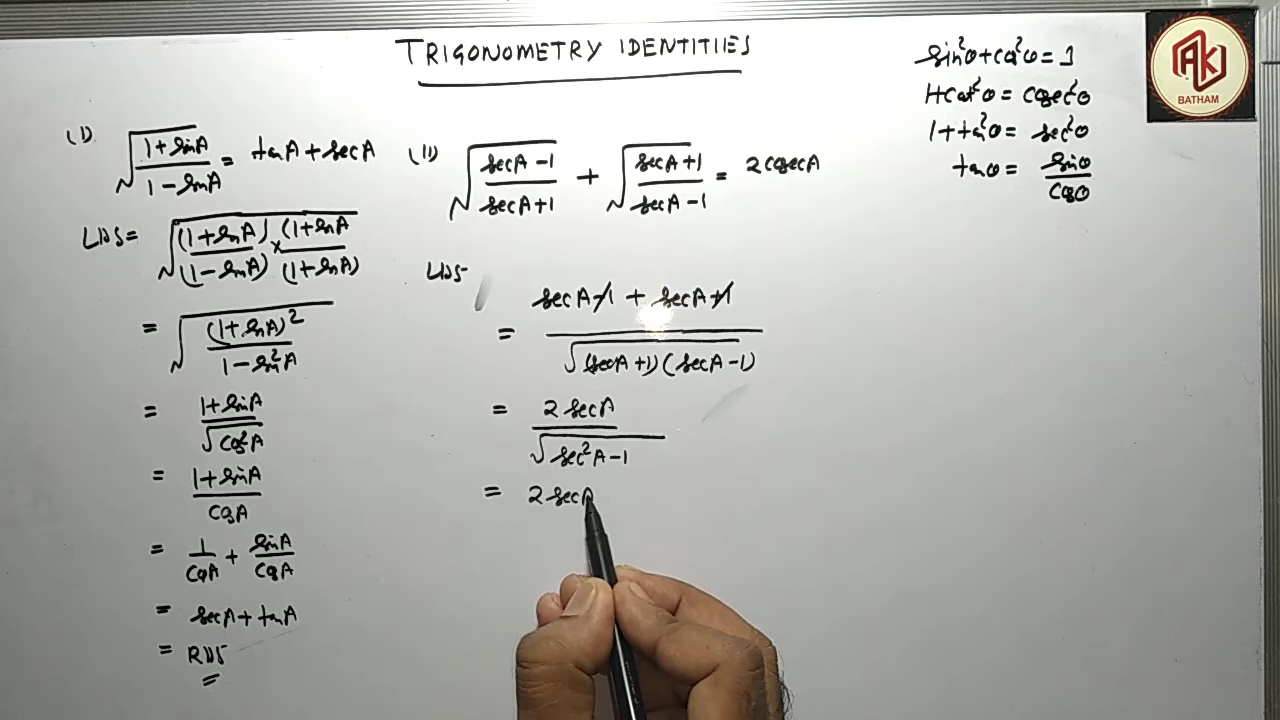 TRIGONOMETRY IDENTITIES
AK
BATHAM
sin²θ + cos²θ = 1
1+cot²θ = cosec²θ
1+tan²θ = sec²θ
tanθ = sinθ/cosθ
(I) √((1+sinA)/(1-sinA)) = tanA + secA
LHS = √((1+sinA)/(1-sinA) × (1+sinA)/(1+sinA))
= √((1+sinA)²/(1-sin²A))
= (1+sinA)/√(cos²A)
= (1+sinA)/cosA
= 1/cosA + sinA/cosA
= secA + tanA
= RHS
(II) √((secA-1)/(secA+1)) + √((secA+1)/(secA-1)) = 2cosecA
LHS
= (secA-1 + secA+1)/√((secA+1)(secA-1))
= 2secA/√(sec²A-1)
= 2secA